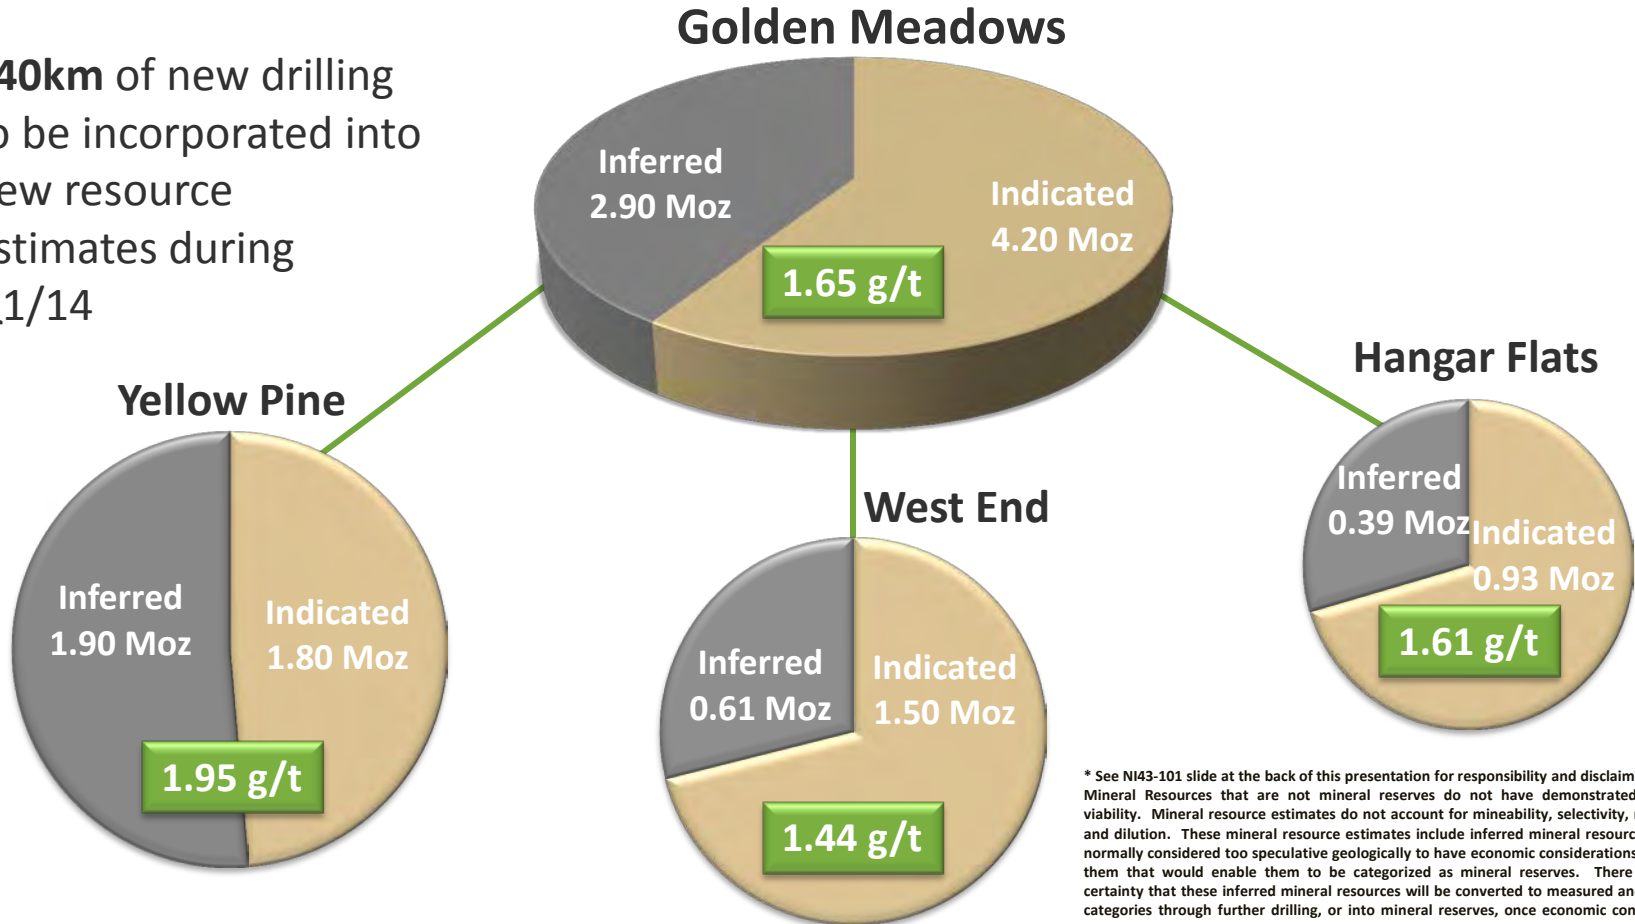 Golden Meadows
40km of new drilling
be incorporated into
resource
during
1/14
Inferred
2.90 Moz
Indicated
4.20 Moz
1.65 g/t
Yellow Pine
Inferred
1.90 Moz
Indicated
1.80 Moz
1.95 g/t
West End
Inferred
0.61 Moz
Indicated
1.50 Moz
1.44 g/t
Hangar Flats
Inferred
0.39 Moz
Indicated
0.93 Moz
1.61 g/t
* See NI43-101 slide at the back of this presentation for responsibility and disclaim
Mineral Resources that are not mineral reserves do not have demonstrated
viability. Mineral resource estimates do not account for mineability, selectivity,
and dilution. These mineral resource estimates include inferred mineral resourc
normally considered too speculative geologically to have economic considerations
them that would enable them to be categorized as mineral reserves. There
certainty that these inferred mineral resources will be converted to measured an
categories through further drilling, or into mineral reserves, once economic con